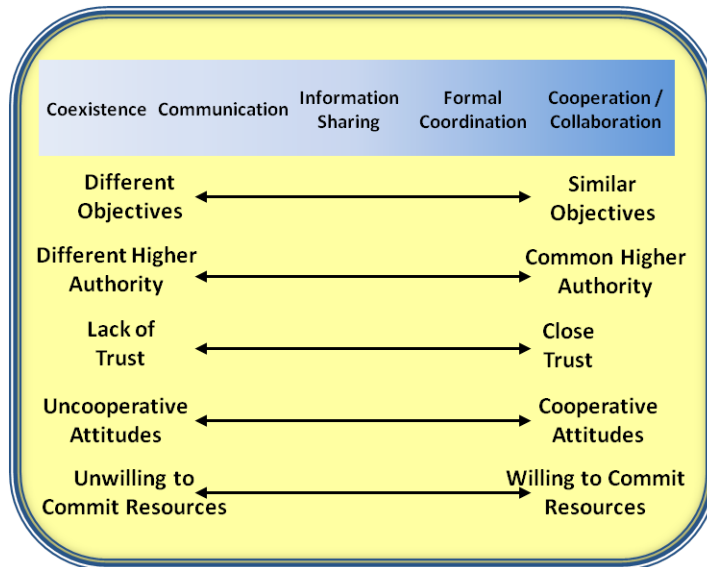 Coexistence Communication Information Sharing Formal Coordination Cooperation / Collaboration
Different Objectives
Similar Objectives
Different Higher Authority
Common Higher Authority
Lack of Trust
Close Trust
Uncooperative Attitudes
Cooperative Attitudes
Unwilling to Commit Resources
Willing to Commit Resources